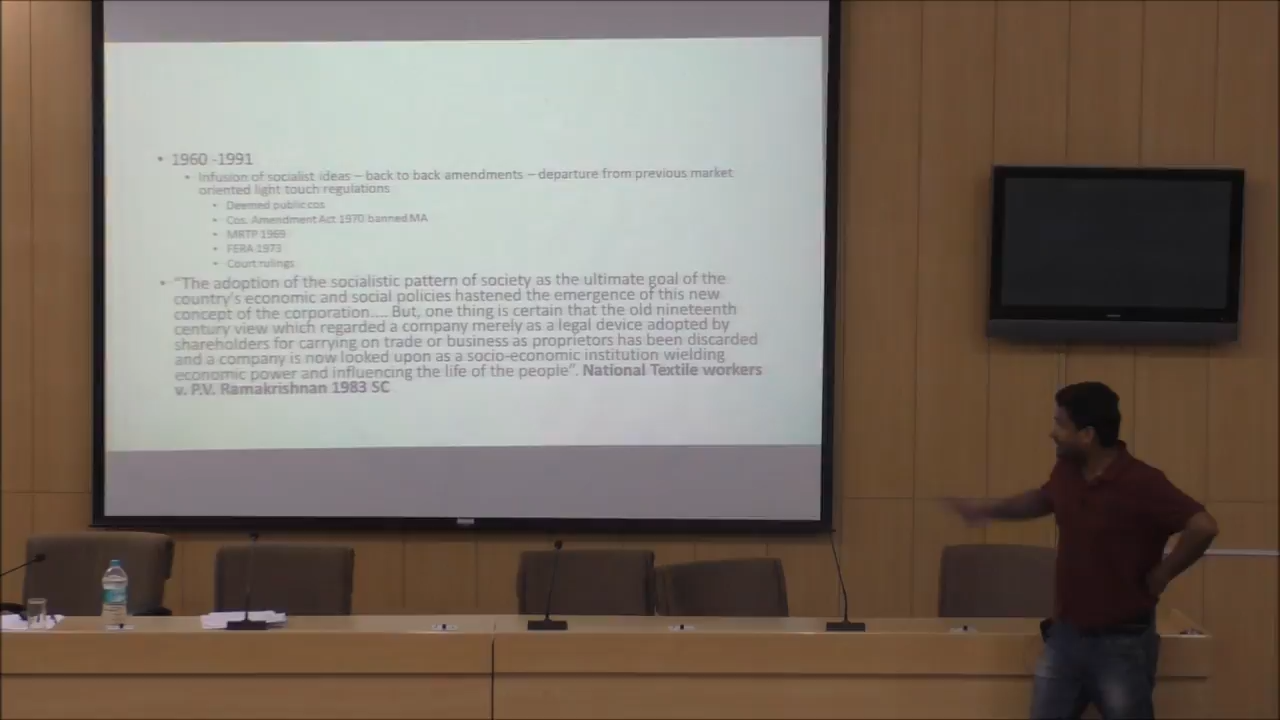 • 1960 -1991
• Infusion of socialist ideas – back to back amendments – departure from previous market
oriented light touch regulations
• Deemed public cos
• Cos. Amendment Act 1970 banned MA
• MRTP 1969
• FERA 1973
• Court rulings
• “The adoption of the socialistic pattern of society as the ultimate goal of the
country's economic and social policies hastened the emergence of this new
concept of the corporation.... But, one thing is certain that the old nineteenth
century view which regarded a company merely as a legal device adopted by
shareholders for carrying on trade or business as proprietors has been discarded
and a company is now looked upon as a socio-economic institution wielding
economic power and influencing the life of the people”. National Textile workers
v. P.V. Ramakrishnan 1983 SC